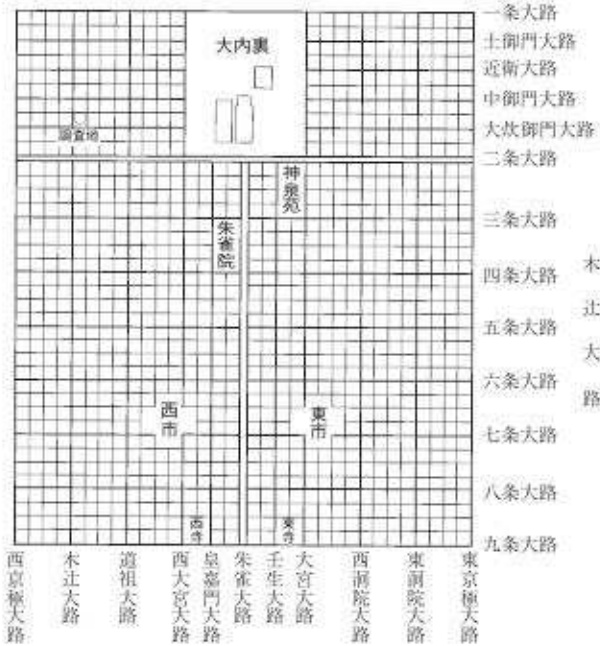 一条大路
土御門大路
近衛大路
中御門大路
大炊御門大路
二条大路
三条大路
四条大路
五条大路
六条大路
七条大路
八条大路
九条大路
大内裏
調査地
神泉苑
朱雀院
西市
東市
西寺
東寺
西京極大路
木辻大路
道祖大路
西大宮大路
皇嘉門大路
朱雀大路
壬生大路
大宮大路
西洞院大路
東洞院大路
東京極大路
木辻大路